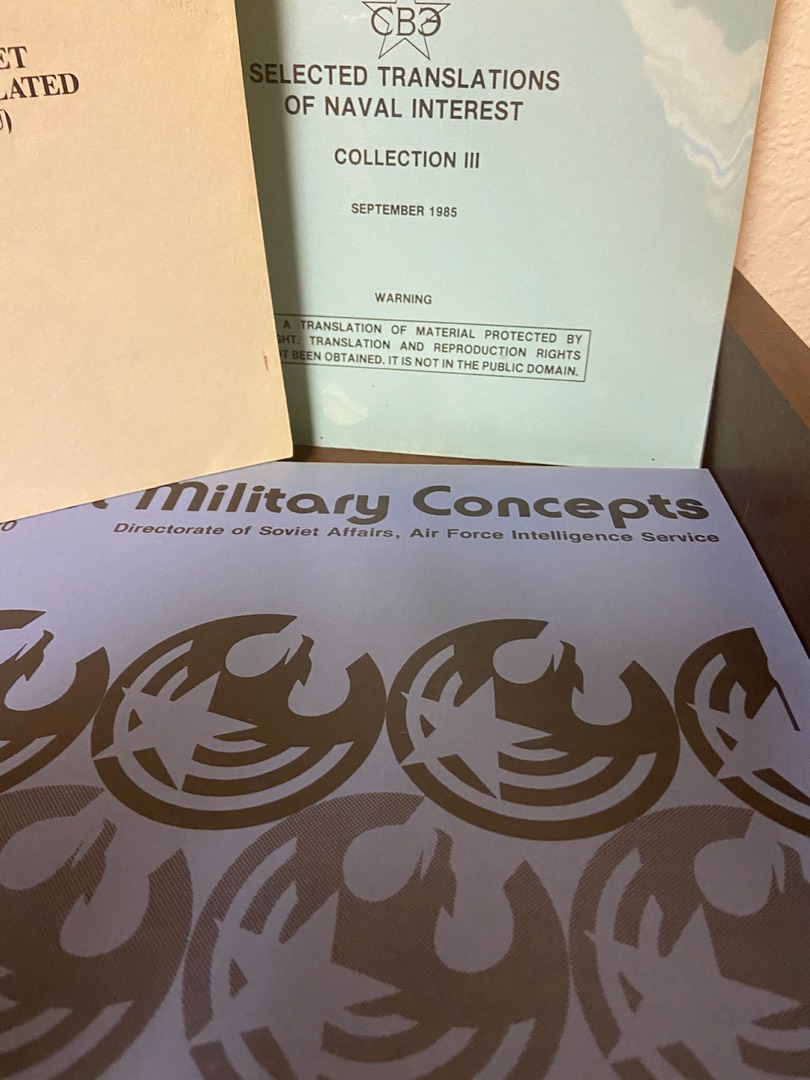 ET
LATED
U)
СВЭ
SELECTED TRANSLATIONS
OF NAVAL INTEREST
COLLECTION III
SEPTEMBER 1985
WARNING
A TRANSLATION OF MATERIAL PROTECTED BY
HT. TRANSLATION AND REPRODUCTION RIGHTS
T BEEN OBTAINED. IT IS NOT IN THE PUBLIC DOMAIN.
t Military Concepts
Directorate of Soviet Affairs, Air Force Intelligence Service